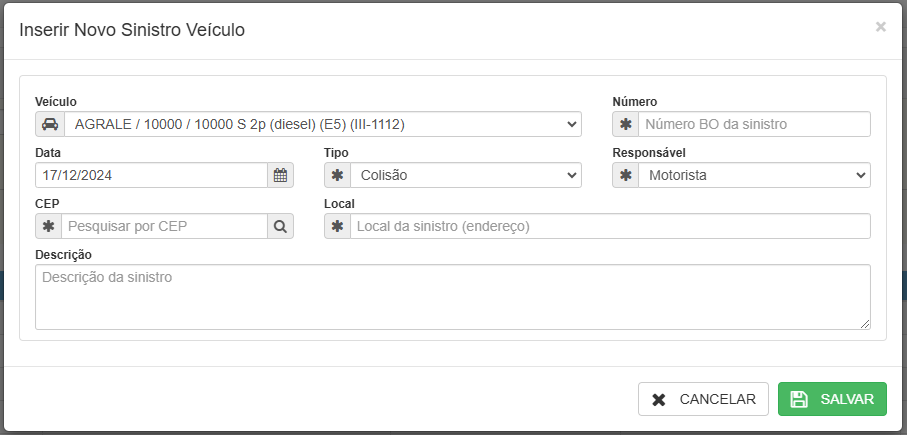 Inserir Novo Sinistro Veículo
×
Veículo Número
AGRALE / 10000 / 10000 S 2p (diesel) (E5) (III-1112) Número BO da sinistro
Data Tipo Responsável
17/12/2024 Colisão Motorista
CEP Local
Pesquisar por CEP Local da sinistro (endereço)
Descrição
Descrição da sinistro
CANCELAR SALVAR